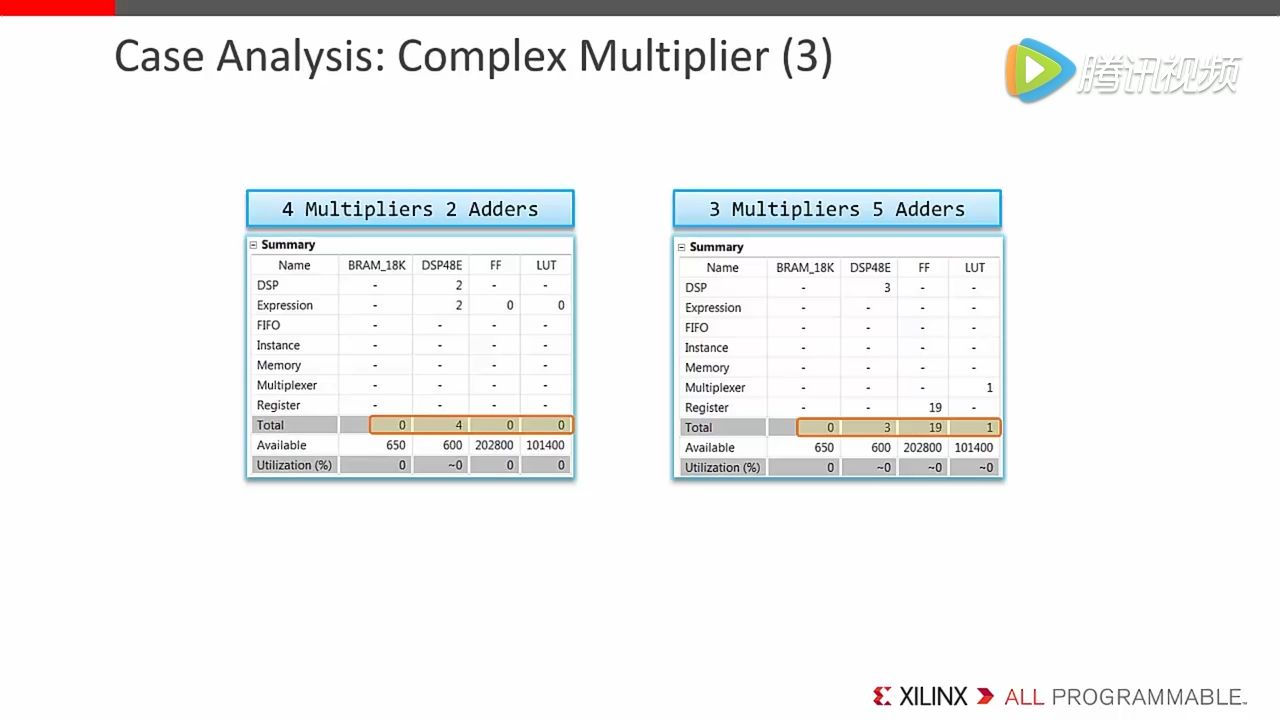 Case Analysis: Complex Multiplier (3)
腾讯视频
4 Multipliers 2 Adders
Summary
Name BRAM_18K DSP48E FF LUT
DSP - 2 - -
Expression - 2 0 0
FIFO - - - -
Instance - - - -
Memory - - - -
Multiplexer - - - -
Register - - - -
Total 0 4 0 0
Available 650 600 202800 101400
Utilization (%) 0 ~0 0 0
3 Multipliers 5 Adders
Summary
Name BRAM_18K DSP48E FF LUT
DSP - 3 - -
Expression - - - -
FIFO - - - -
Instance - - - -
Memory - - - -
Multiplexer - - - 1
Register - - 19 -
Total 0 3 19 1
Available 650 600 202800 101400
Utilization (%) 0 ~0 ~0 ~0
XILINX ALL PROGRAMMABLE™